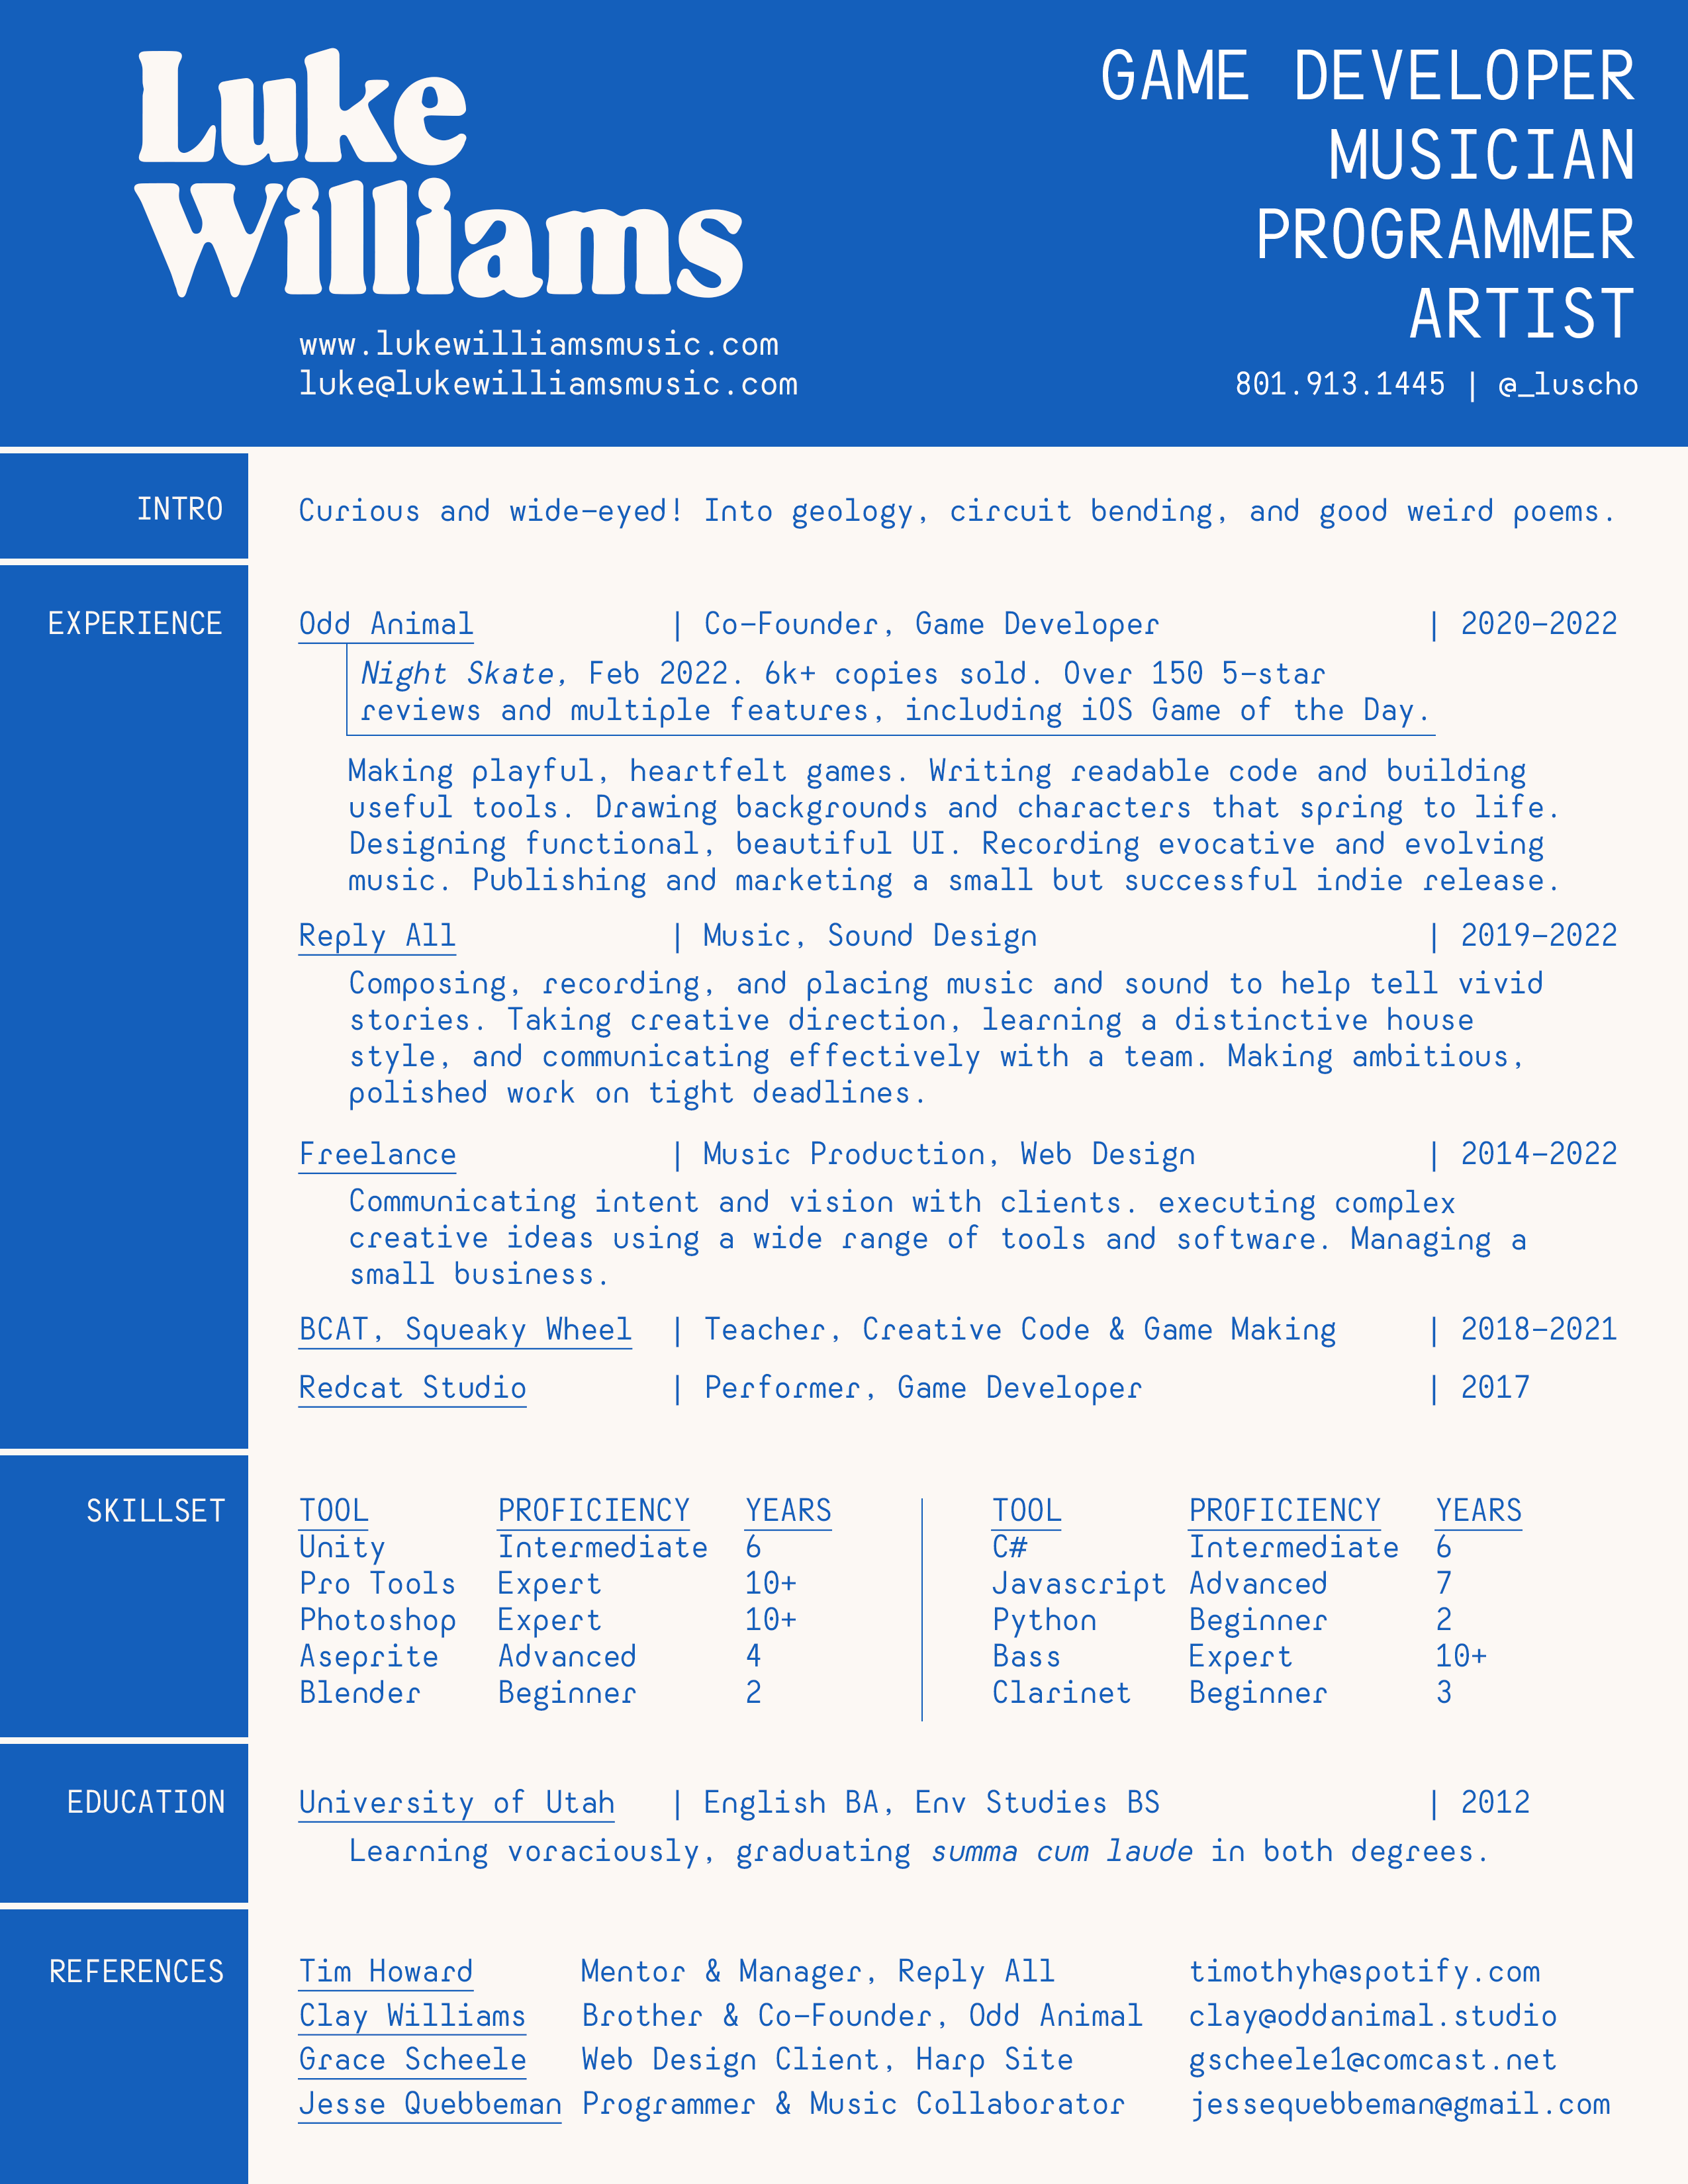 Luke
Williams
www.lukewilliamsmusic.com
luke@lukewilliamsmusic.com
GAME DEVELOPER
MUSICIAN
PROGRAMMER
ARTIST
801.913.1445 | @_luscho
INTRO
Curious and wide-eyed! Into geology, circuit bending, and good weird poems.
EXPERIENCE
Odd Animal | Co-Founder, Game Developer | 2020-2022
Night Skate, Feb 2022. 6k+ copies sold. Over 150 5-star
reviews and multiple features, including iOS Game of the Day.
Making playful, heartfelt games. Writing readable code and building
useful tools. Drawing backgrounds and characters that spring to life.
Designing functional, beautiful UI. Recording evocative and evolving
music. Publishing and marketing a small but successful indie release.
Reply All | Music, Sound Design | 2019-2022
Composing, recording, and placing music and sound to help tell vivid
stories. Taking creative direction, learning a distinctive house
style, and communicating effectively with a team. Making ambitious,
polished work on tight deadlines.
Freelance | Music Production, Web Design | 2014-2022
Communicating intent and vision with clients. executing complex
creative ideas using a wide range of tools and software. Managing a
small business.
BCAT, Squeaky Wheel | Teacher, Creative Code & Game Making | 2018-2021
Redcat Studio | Performer, Game Developer | 2017
SKILLSET
TOOL PROFICIENCY YEARS
Unity Intermediate 6
Pro Tools Expert 10+
Photoshop Expert 10+
Aseprite Advanced 4
Blender Beginner 2
TOOL PROFICIENCY YEARS
C# Intermediate 6
Javascript Advanced 7
Python Beginner 2
Bass Expert 10+
Clarinet Beginner 3
EDUCATION
University of Utah | English BA, Env Studies BS | 2012
Learning voraciously, graduating summa cum laude in both degrees.
REFERENCES
Tim Howard Mentor & Manager, Reply All timothyh@spotify.com
Clay Williams Brother & Co-Founder, Odd Animal clay@oddanimal.studio
Grace Scheele Web Design Client, Harp Site gscheele1@comcast.net
Jesse Quebbeman Programmer & Music Collaborator jessequebbeman@gmail.com